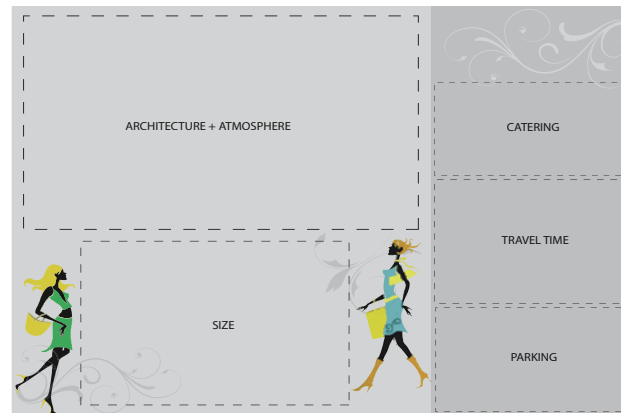 ARCHITECTURE + ATMOSPHERE
CATERING
TRAVEL TIME
SIZE
PARKING